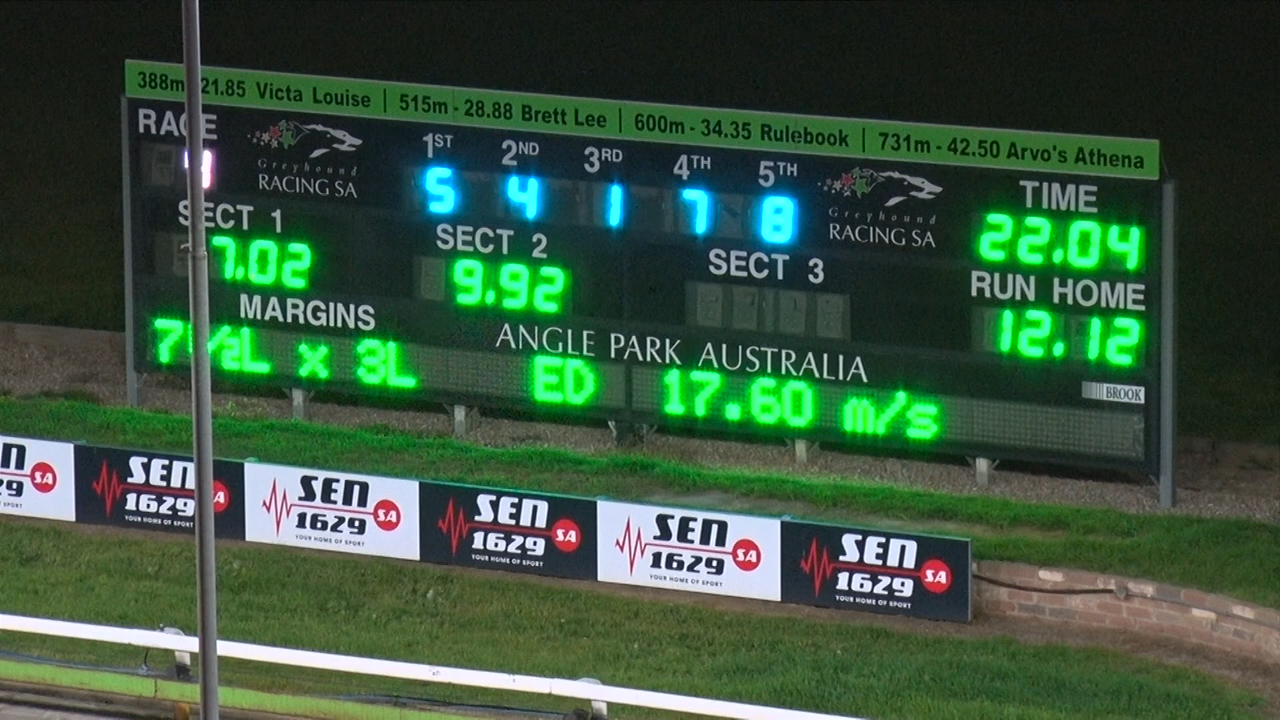 388m 21.85 Victa Louise | 515m - 28.88 Brett Lee | 600m - 34.35 Rulebook | 731m - 42.50 Arvo's Athena
RACE
Greyhound
RACING SA
1ST 2ND 3RD 4TH 5TH
5 4 1 7 8
Greyhound
RACING SA
TIME
22.04
SECT 1
7.02
SECT 2
9.92
SECT 3
RUN HOME
12.12
MARGINS
7½L x 3L
ANGLE PARK AUSTRALIA
ED 17.60 m/s
BROOK
SEN
1629
SA
YOUR HOME OF SPORT
SEN
1629
SA
YOUR HOME OF SPORT
SEN
1629
SA
YOUR HOME OF SPORT
SEN
1629
SA
YOUR HOME OF SPORT
SEN
1629
SA
YOUR HOME OF SPORT